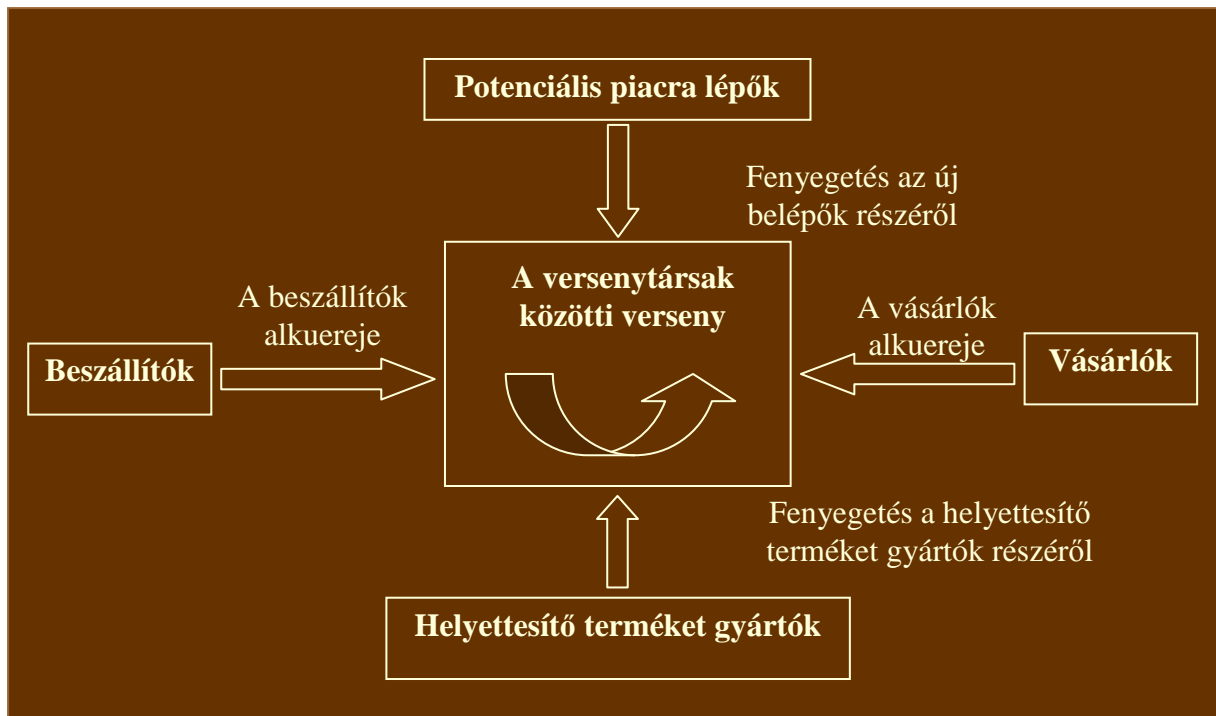 Potenciális piacra lépők
Fenyegetés az új
belépők részéről
A versenytársak
közötti verseny
A beszállítók
alkuereje
A vásárlók
alkuereje
Beszállítók
Vásárlók
Fenyegetés a helyettesítő
terméket gyártók részéről
Helyettesítő terméket gyártók